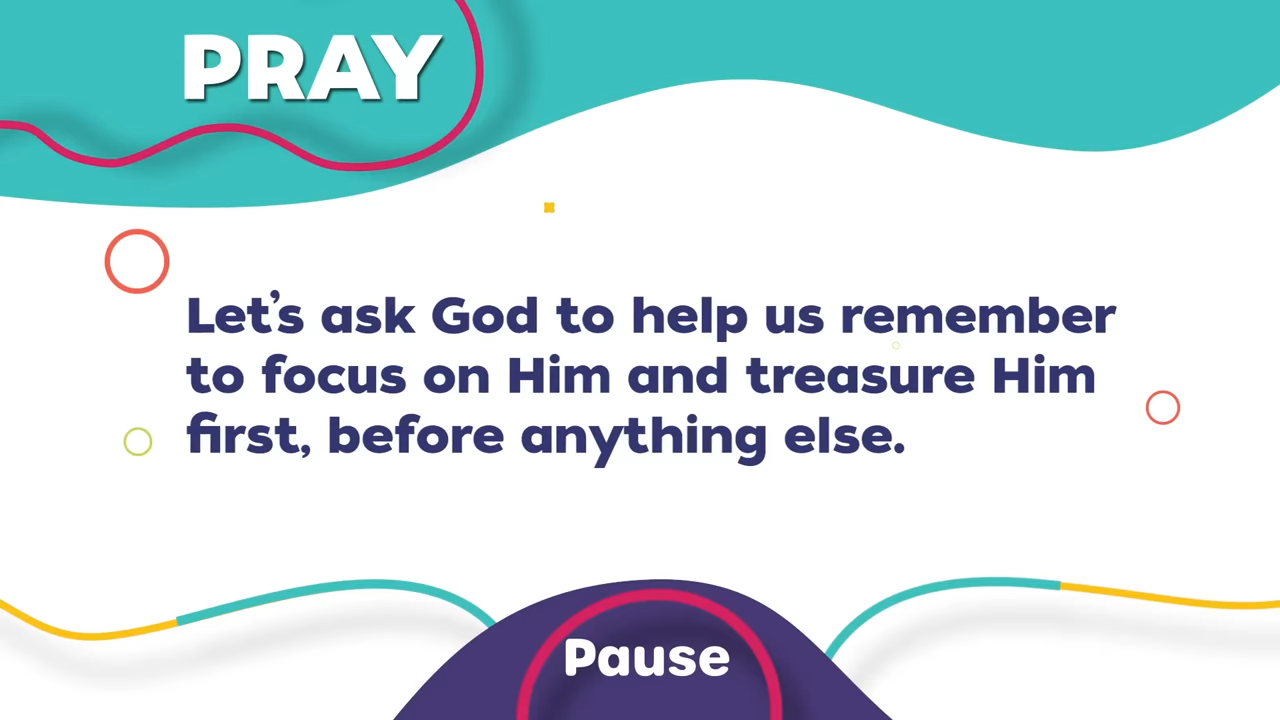 PRAY
Let’s ask God to help us remember
to focus on Him and treasure Him
first, before anything else.
Pause